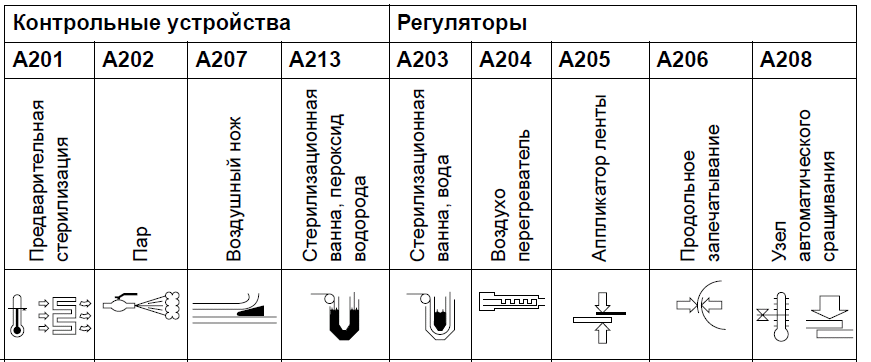 Контрольные устройства
Регуляторы
A201
A202
A207
A213
A203
A204
A205
A206
A208
Предварительная
стерилизация
Пар
Воздушный нож
Стерилизационная
ванна, пероксид
водорода
Стерилизационная
ванна, вода
Воздухо
перегреватель
Аппликатор ленты
Продольное
запечатывание
Узел
автоматического
сращивания